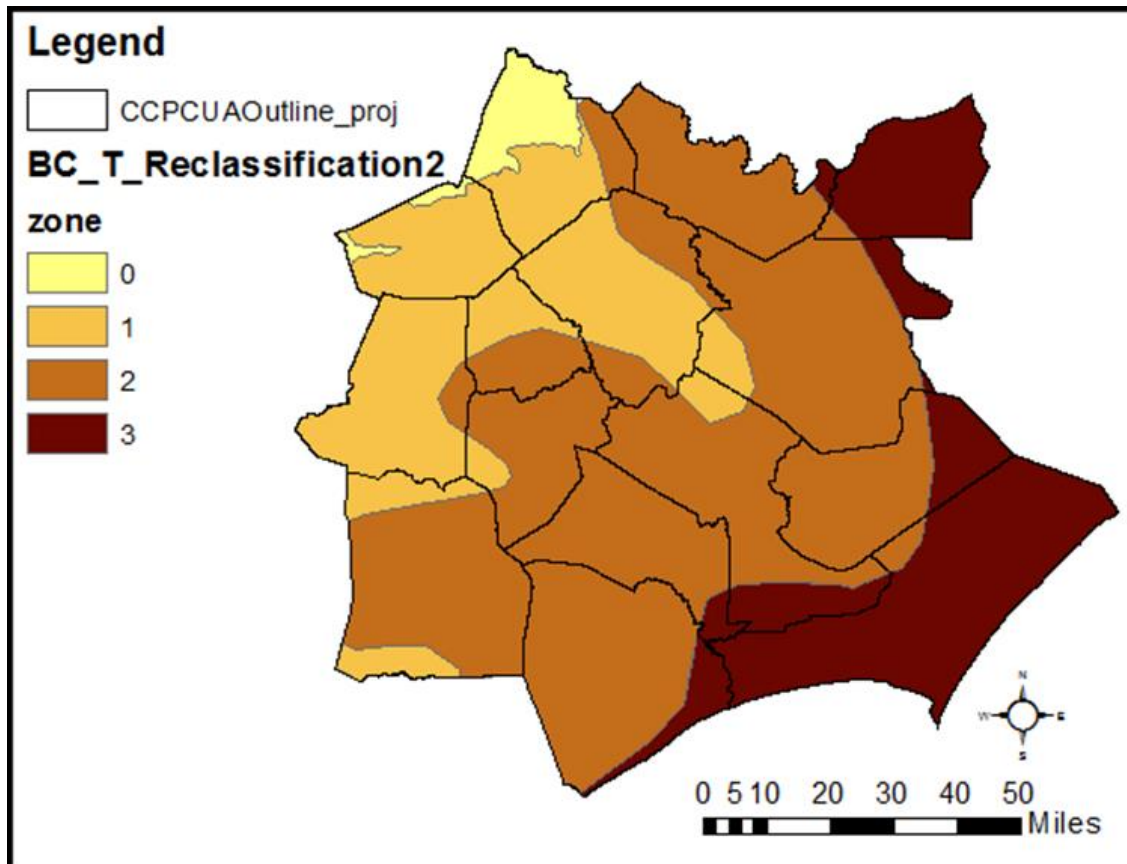 Legend
CCPCUAOutline_proj
BC_T_Reclassification2
zone
0
1
2
3
N
W E
S
0 5 10 20 30 40 50
Miles